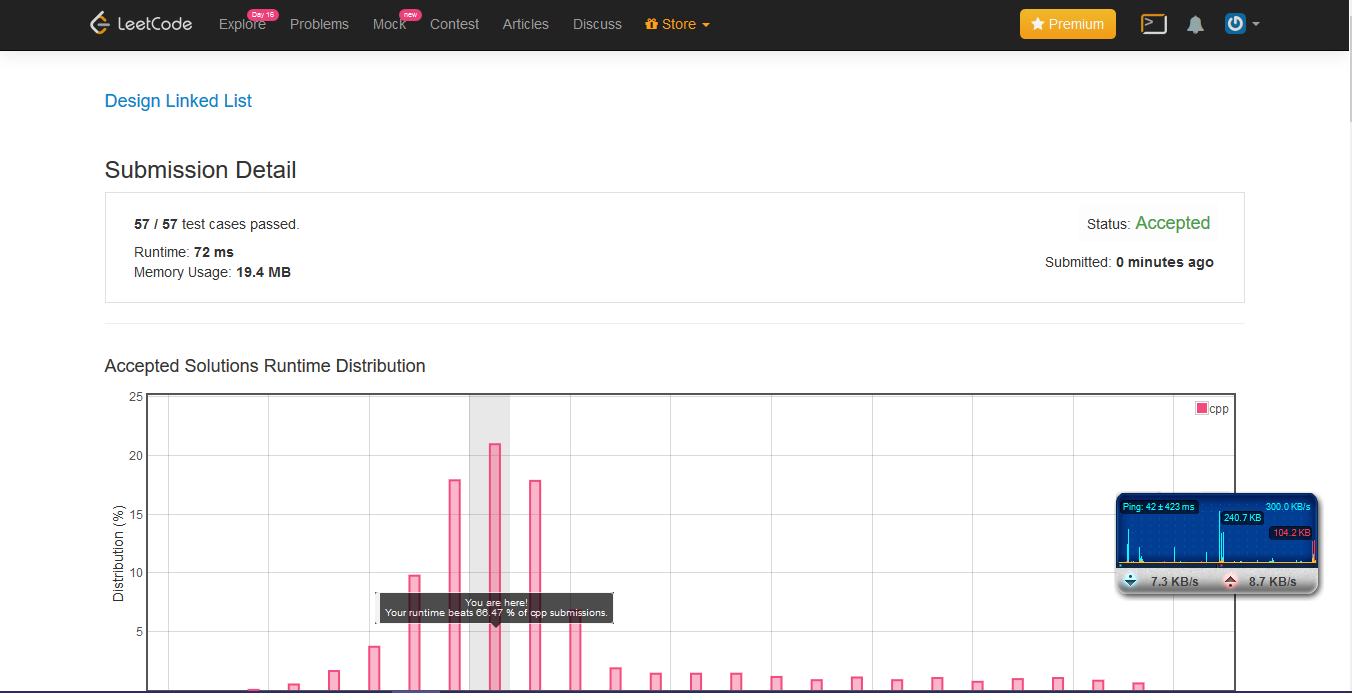 LeetCode Explore Day 16 Problems Mock new Contest Articles Discuss Store Premium
Design Linked List
Submission Detail
57 / 57 test cases passed.
Status: Accepted
Runtime: 72 ms
Memory Usage: 19.4 MB
Submitted: 0 minutes ago
Accepted Solutions Runtime Distribution
25
20
15
10
5
Distribution (%)
cpp
You are here!
Your runtime beats 66.47 % of cpp submissions.
Ping: 42 ± 423 ms
300.0 KB/s
240.7 KB
104.2 KB
7.3 KB/s
8.7 KB/s